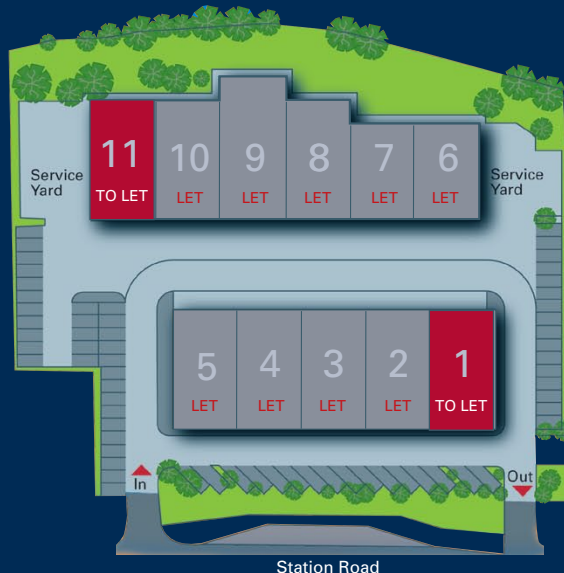 11
TO LET
10
LET
9
LET
8
LET
7
LET
6
LET
Service
Yard
Service
Yard
5
LET
4
LET
3
LET
2
LET
1
TO LET
In
Out
Station Road